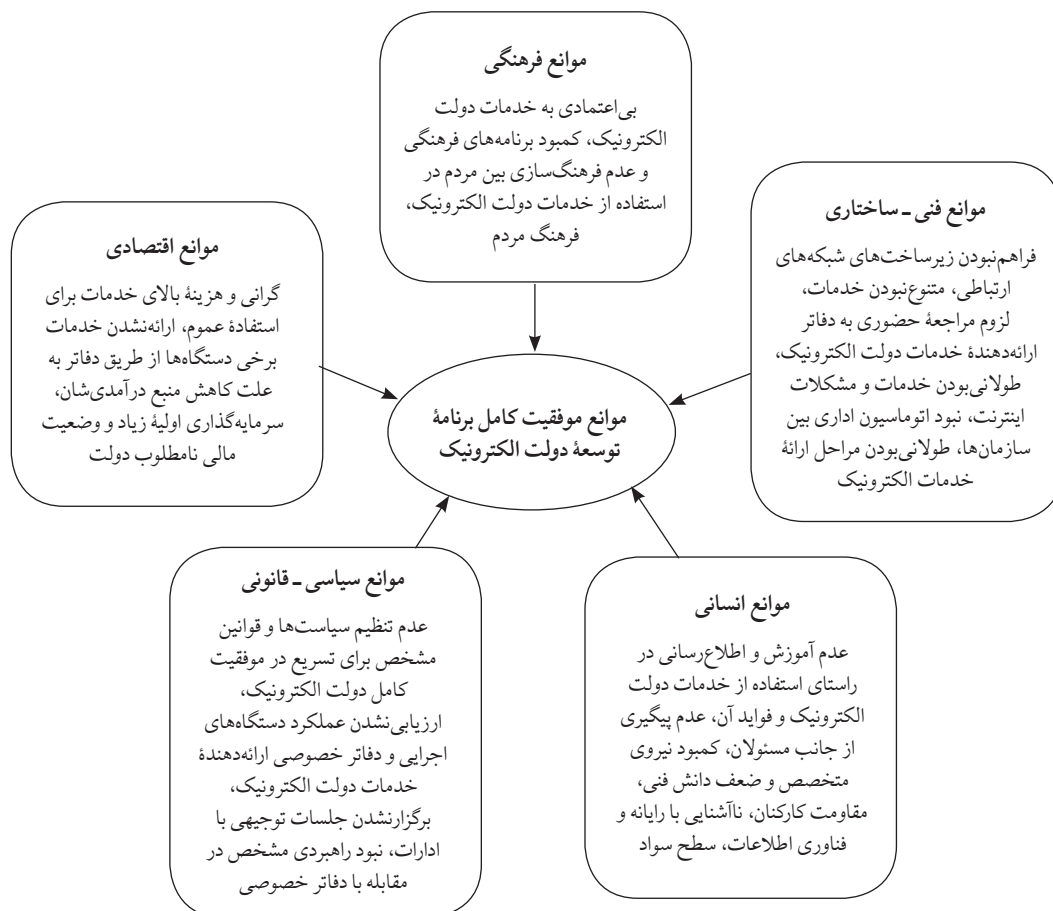 موانع فرهنگی
بی‌اعتمادی به خدمات دولت
الکترونیک، کمبود برنامه‌های فرهنگی
و عدم فرهنگ‌سازی بین مردم در
استفاده از خدمات دولت الکترونیک،
فرهنگ مردم
موانع فنی ـ ساختاری
فراهم‌نبودن زیرساخت‌های شبکه‌های
ارتباطی، متنوع‌نبودن خدمات،
لزوم مراجعۀ حضوری به دفاتر
ارائه‌دهندۀ خدمات دولت الکترونیک،
طولانی‌بودن خدمات و مشکلات
اینترنت، نبود اتوماسیون اداری بین
سازمان‌ها، طولانی‌بودن مراحل ارائۀ
خدمات الکترونیک
موانع اقتصادی
گرانی و هزینۀ بالای خدمات برای
استفادۀ عموم، ارائه‌نشدن خدمات
برخی دستگاه‌ها از طریق دفاتر به
علت کاهش منبع درآمدی‌شان،
سرمایه‌گذاری اولیۀ زیاد و وضعیت
مالی نامطلوب دولت
موانع موفقیت کامل برنامۀ
توسعۀ دولت الکترونیک
موانع انسانی
عدم آموزش و اطلاع‌رسانی در
راستای استفاده از خدمات دولت
الکترونیک و فواید آن، عدم پیگیری
از جانب مسئولان، کمبود نیروی
متخصص و ضعف دانش فنی،
مقاومت کارکنان، ناآشنایی با رایانه و
فناوری اطلاعات، سطح سواد
موانع سیاسی ـ قانونی
عدم تنظیم سیاست‌ها و قوانین
مشخص برای تسریع در موفقیت
کامل دولت الکترونیک،
ارزیابی‌نشدن عملکرد دستگاه‌های
اجرایی و دفاتر خصوصی ارائه‌دهندۀ
خدمات دولت الکترونیک،
برگزارنشدن جلسات توجیهی با
ادارات، نبود راهبردی مشخص در
مقابله با دفاتر خصوصی